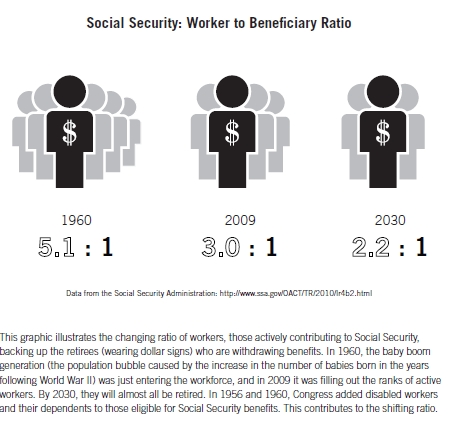 Social Security: Worker to Beneficiary Ratio
$ $ $
1960 2009 2030
5.1 : 1 3.0 : 1 2.2 : 1
Data from the Social Security Administration: http://www.ssa.gov/OACT/TR/2010/lr4b2.html
This graphic illustrates the changing ratio of workers, those actively contributing to Social Security,
backing up the retirees (wearing dollar signs) who are withdrawing benefits. In 1960, the baby boom
generation (the population bubble caused by the increase in the number of babies born in the years
following World War II) was just entering the workforce, and in 2009 it was filling out the ranks of active
workers. By 2030, they will almost all be retired. In 1956 and 1960, Congress added disabled workers
and their dependents to those eligible for Social Security benefits. This contributes to the shifting ratio.